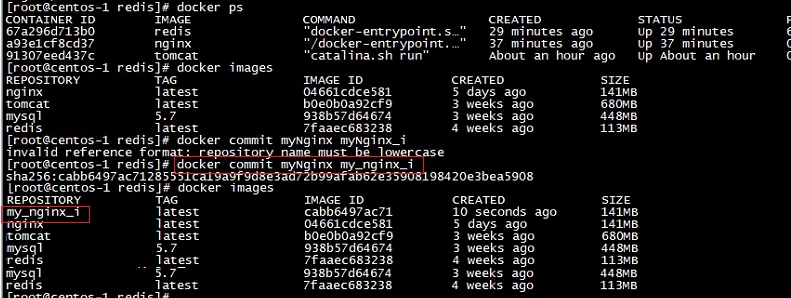 [root@centos-1 redis]# docker ps
CONTAINER ID IMAGE COMMAND CREATED STATUS P
67a296d713b0 redis "docker-entrypoint.s…" 29 minutes ago Up 29 minutes 6
a93e1cf8cd37 nginx "/docker-entrypoint.…" 37 minutes ago Up 37 minutes 0
91307eed437c tomcat "catalina.sh run" About an hour ago Up About an hour 0
[root@centos-1 redis]# docker images
REPOSITORY TAG IMAGE ID CREATED SIZE
nginx latest 04661cdce581 5 days ago 141MB
tomcat latest b0e0b0a92cf9 3 weeks ago 680MB
mysql 5.7 938b57d64674 3 weeks ago 448MB
redis latest 7faaec683238 4 weeks ago 113MB
[root@centos-1 redis]# docker commit myNginx myNginx_i
invalid reference format: repository name must be lowercase
[root@centos-1 redis]# docker commit myNginx my_nginx_i
sha256:cabb6497ac71285551ca19a9f9d8e3ad72b99afab62e35908198420e3bea5908
[root@centos-1 redis]# docker images
REPOSITORY TAG IMAGE ID CREATED SIZE
my_nginx_i latest cabb6497ac71 10 seconds ago 141MB
nginx latest 04661cdce581 5 days ago 141MB
tomcat latest b0e0b0a92cf9 3 weeks ago 680MB
mysql 5.7 938b57d64674 3 weeks ago 448MB
redis latest 7faaec683238 4 weeks ago 113MB
mysql 5.7 938b57d64674 3 weeks ago 448MB
redis latest 7faaec683238 4 weeks ago 113MB
[root@centos-1 redis]#